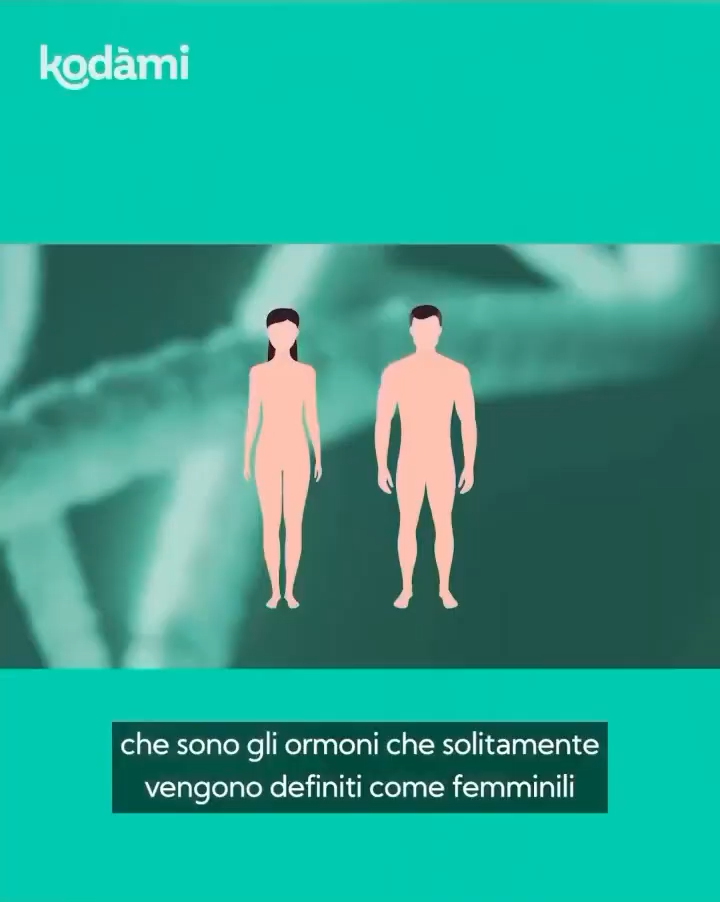 kodàmi
che sono gli ormoni che solitamente
vengono definiti come femminili